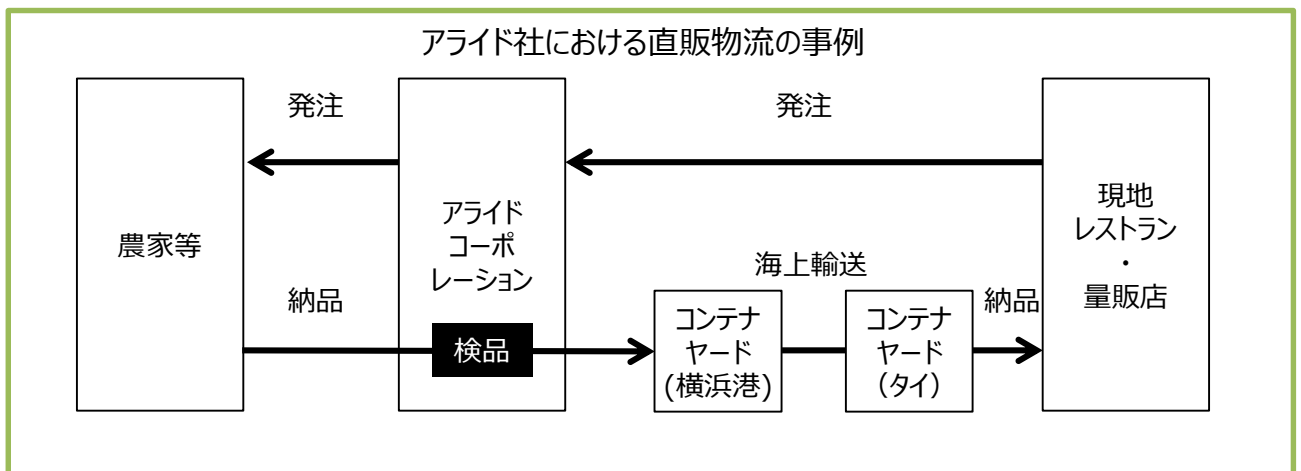 アライド社における直販物流の事例
発注
発注
農家等
アライド
コーポ
レーション
現地
レストラン
・
量販店
海上輸送
納品
納品
検品
コンテナ
ヤード
(横浜港)
コンテナ
ヤード
（タイ）